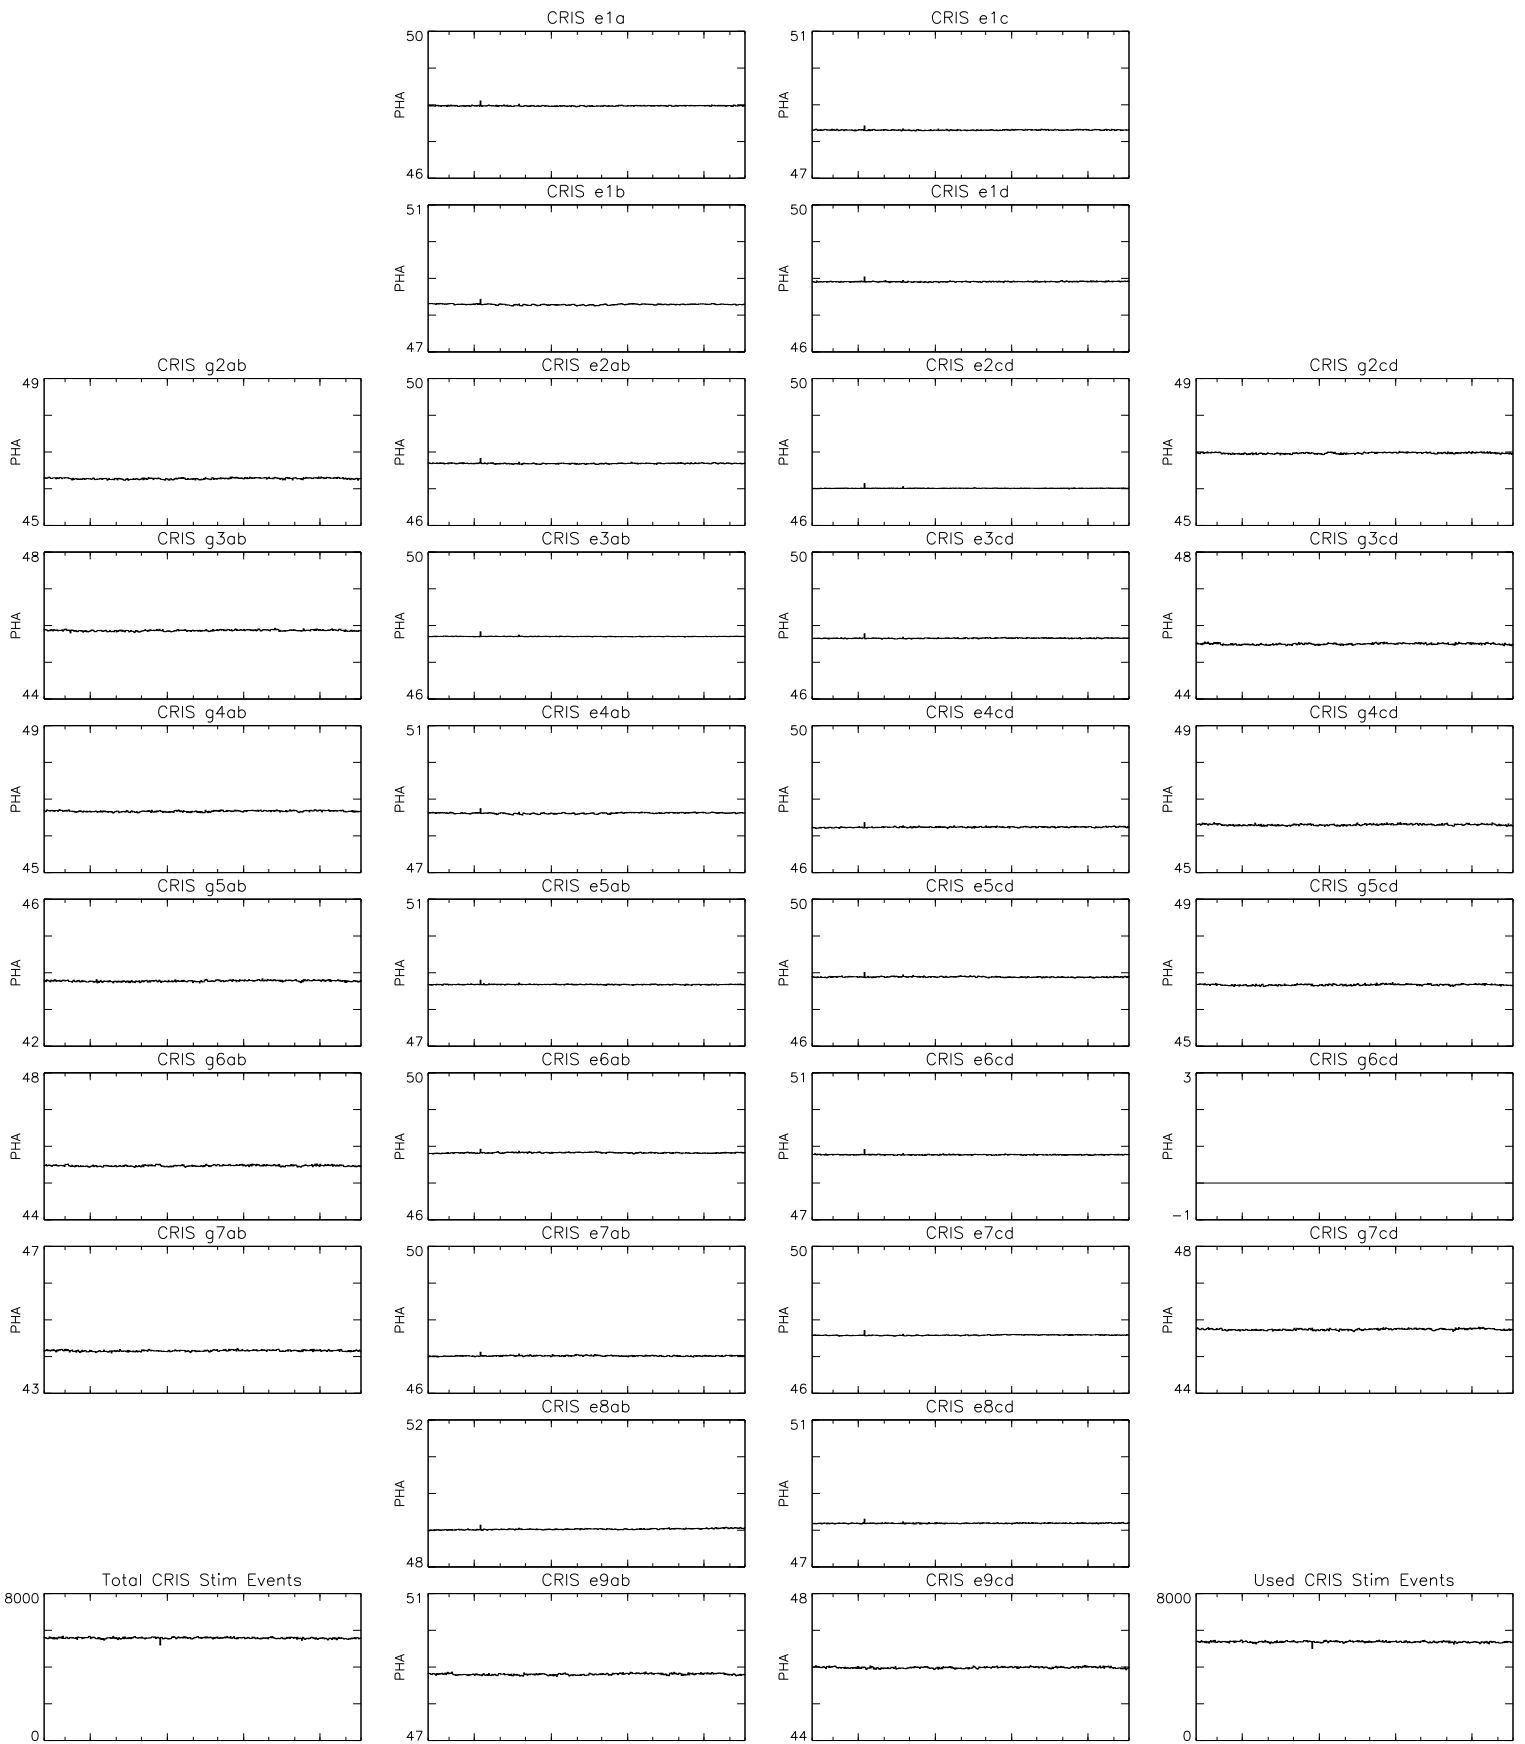 CRIS e1a
50
PHA
46
CRIS e1c
51
PHA
47
CRIS e1b
51
PHA
47
CRIS e1d
50
PHA
46
CRIS g2ab
49
PHA
45
CRIS e2ab
50
PHA
46
CRIS e2cd
50
PHA
46
CRIS g2cd
49
PHA
45
CRIS g3ab
48
PHA
44
CRIS e3ab
50
PHA
46
CRIS e3cd
50
PHA
46
CRIS g3cd
48
PHA
44
CRIS g4ab
49
PHA
45
CRIS e4ab
51
PHA
47
CRIS e4cd
50
PHA
46
CRIS g4cd
49
PHA
45
CRIS g5ab
46
PHA
42
CRIS e5ab
51
PHA
47
CRIS e5cd
50
PHA
46
CRIS g5cd
49
PHA
45
CRIS g6ab
48
PHA
44
CRIS e6ab
50
PHA
46
CRIS e6cd
51
PHA
47
CRIS g6cd
3
PHA
-1
CRIS g7ab
47
PHA
43
CRIS e7ab
50
PHA
46
CRIS e7cd
50
PHA
46
CRIS g7cd
48
PHA
44
CRIS e8ab
52
PHA
48
CRIS e8cd
51
PHA
47
Total CRIS Stim Events
8000
0
CRIS e9ab
51
PHA
47
CRIS e9cd
48
PHA
44
Used CRIS Stim Events
8000
0